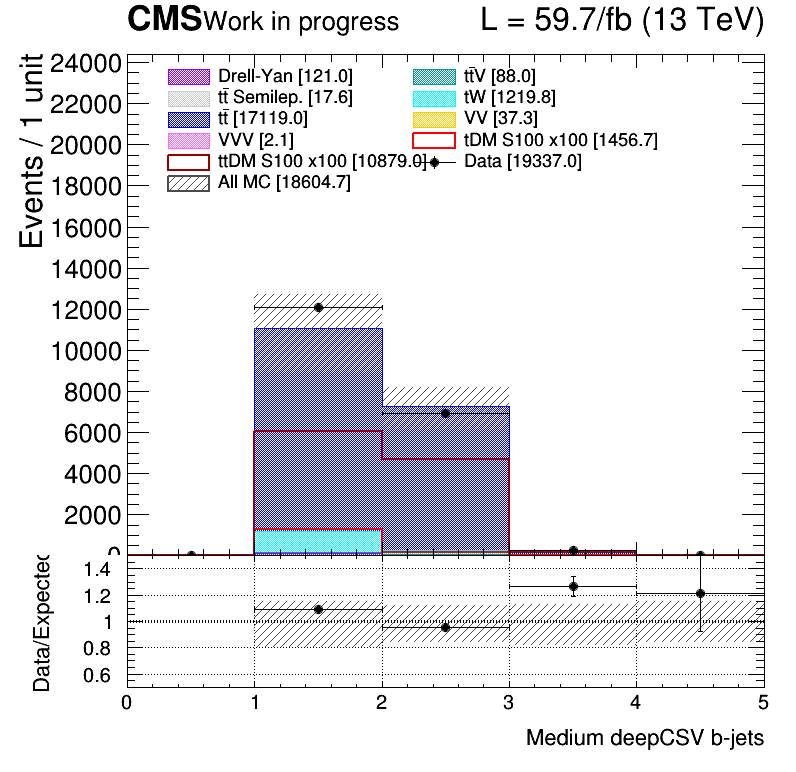 CMS Work in progress L = 59.7/fb (13 TeV)
Events / 1 unit
24000
22000
20000
18000
16000
14000
12000
10000
8000
6000
4000
2000
0
Drell-Yan [121.0] tt̄V [88.0]
tt̄ Semilep. [17.6] tW [1219.8]
tt̄ [17119.0] VV [37.3]
VVV [2.1] tDM S100 x100 [1456.7]
ttDM S100 x100 [10879.0] Data [19337.0]
All MC [18604.7]
Data/Expected
1.4
1.2
1
0.8
0.6
0 1 2 3 4 5
Medium deepCSV b-jets